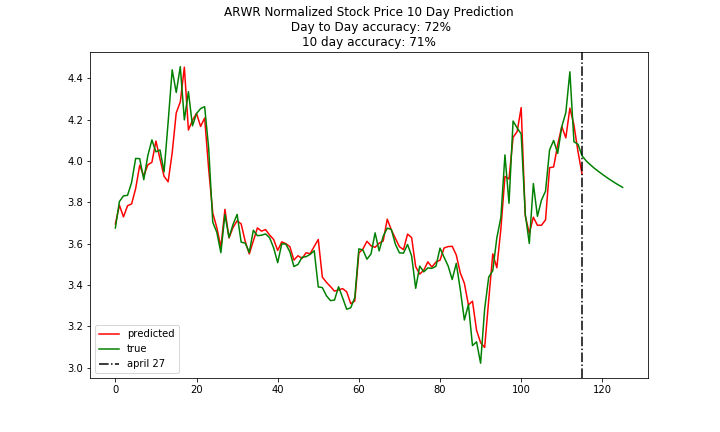 ARWR Normalized Stock Price 10 Day Prediction
Day to Day accuracy: 72%
10 day accuracy: 71%
4.4
4.2
4.0
3.8
3.6
3.4
3.2
3.0
predicted
true
april 27
0 20 40 60 80 100 120